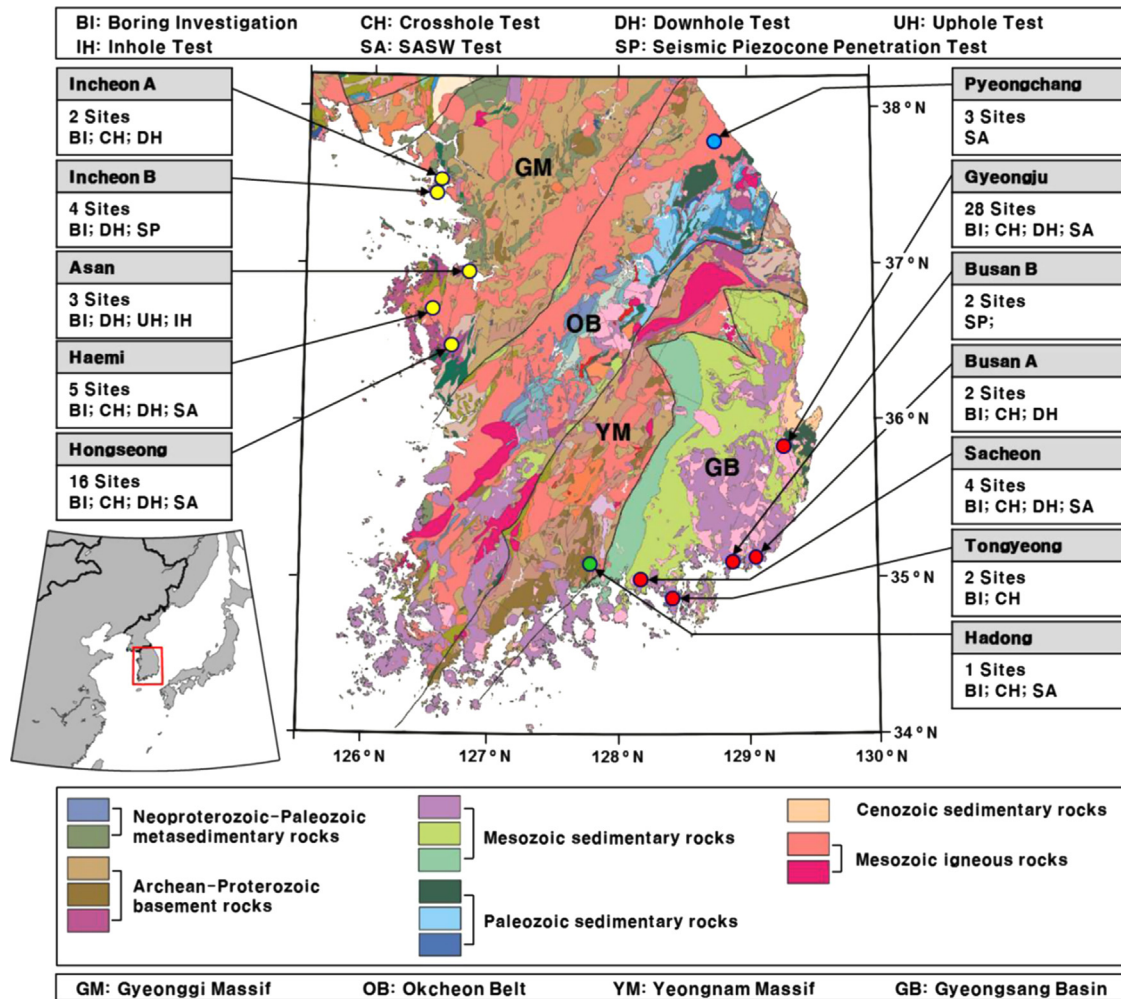 BI: Boring Investigation CH: Crosshole Test DH: Downhole Test UH: Uphole Test
IH: Inhole Test SA: SASW Test SP: Seismic Piezocone Penetration Test
Incheon A
2 Sites
BI; CH; DH
Incheon B
4 Sites
BI; DH; SP
Asan
3 Sites
BI; DH; UH; IH
Haemi
5 Sites
BI; CH; DH; SA
Hongseong
16 Sites
BI; CH; DH; SA
GM
OB
YM
GB
38°N
37°N
36°N
35°N
34°N
126°N
127°N
128°N
129°N
130°N
Pyeongchang
3 Sites
SA
Gyeongju
28 Sites
BI; CH; DH; SA
Busan B
2 Sites
SP;
Busan A
2 Sites
BI; CH; DH
Sacheon
4 Sites
BI; CH; DH; SA
Tongyeong
2 Sites
BI; CH
Hadong
1 Sites
BI; CH; SA
Neoproterozoic-Paleozoic
metasedimentary rocks
Archean-Proterozoic
basement rocks
Mesozoic sedimentary rocks
Paleozoic sedimentary rocks
Cenozoic sedimentary rocks
Mesozoic igneous rocks
GM: Gyeonggi Massif OB: Okcheon Belt YM: Yeongnam Massif GB: Gyeongsang Basin